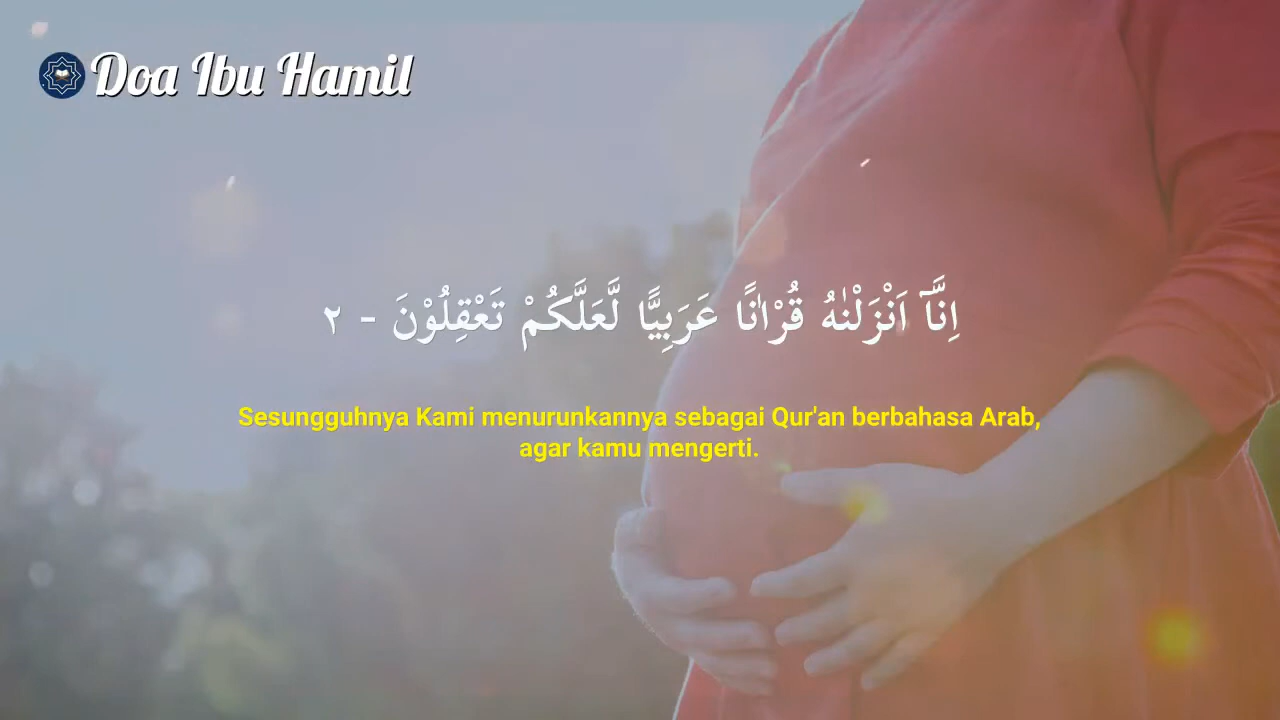 Doa Ibu Hamil
اِنَّآ اَنْزَلْنٰهُ قُرْاٰنًا عَرَبِيًّا لَّعَلَّكُمْ تَعْقِلُوْنَ - ٢
Sesungguhnya Kami menurunkannya sebagai Qur'an berbahasa Arab,
agar kamu mengerti.